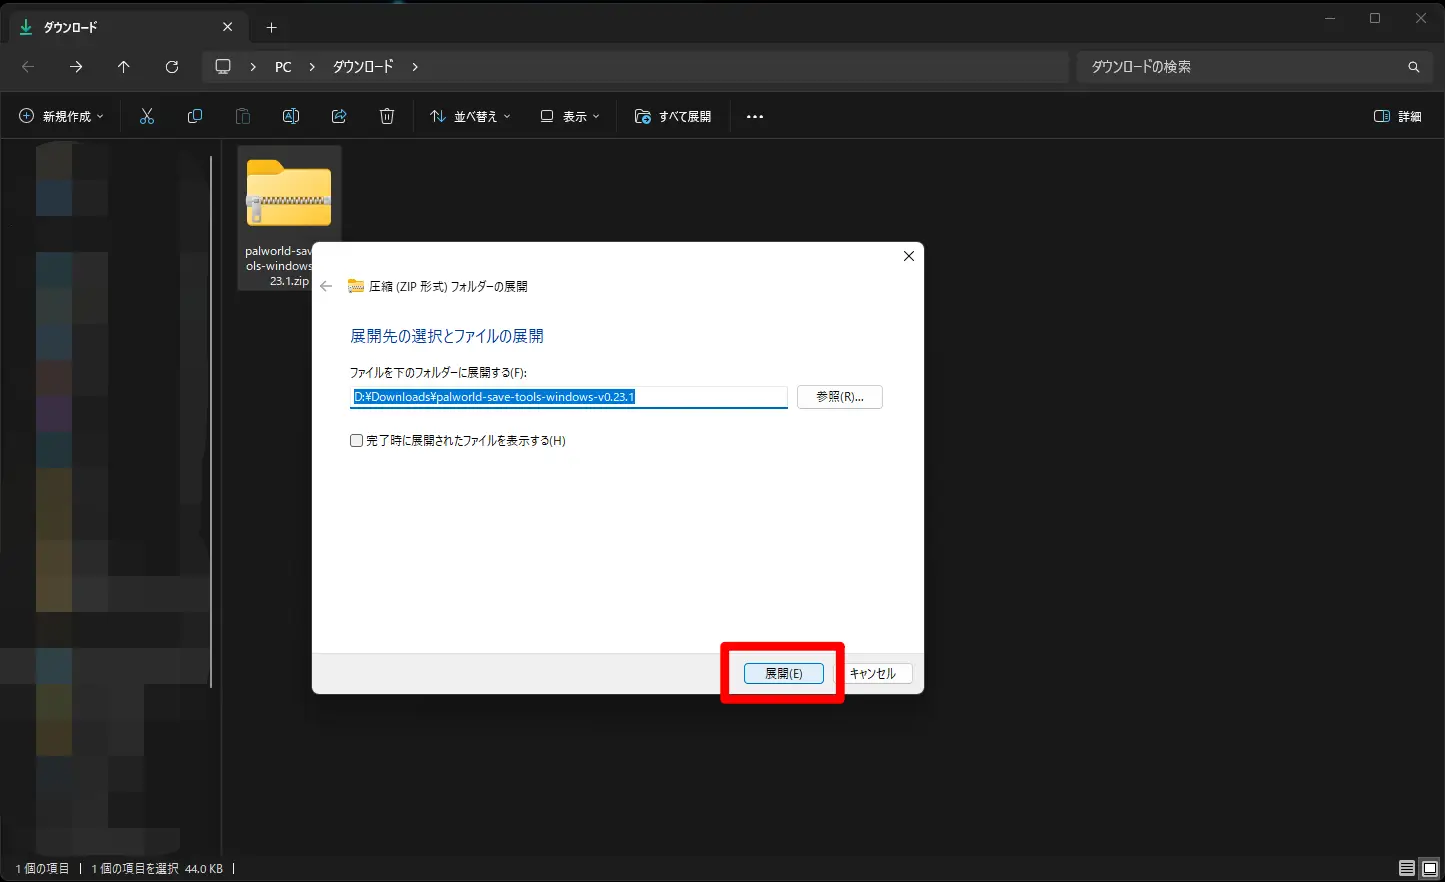 ダウンロード
PC
ダウンロード
ダウンロードの検索
新規作成
並べ替え
表示
すべて展開
詳細
palworld-sav
ols-windows
23.1.zip
圧縮 (ZIP 形式) フォルダーの展開
展開先の選択とファイルの展開
ファイルを下のフォルダーに展開する(F):
D:¥Downloads¥palworld-save-tools-windows-v0.23.1
参照(R)...
完了時に展開されたファイルを表示する(H)
展開(E)
キャンセル
1 個の項目
1 個の項目を選択 44.0 KB